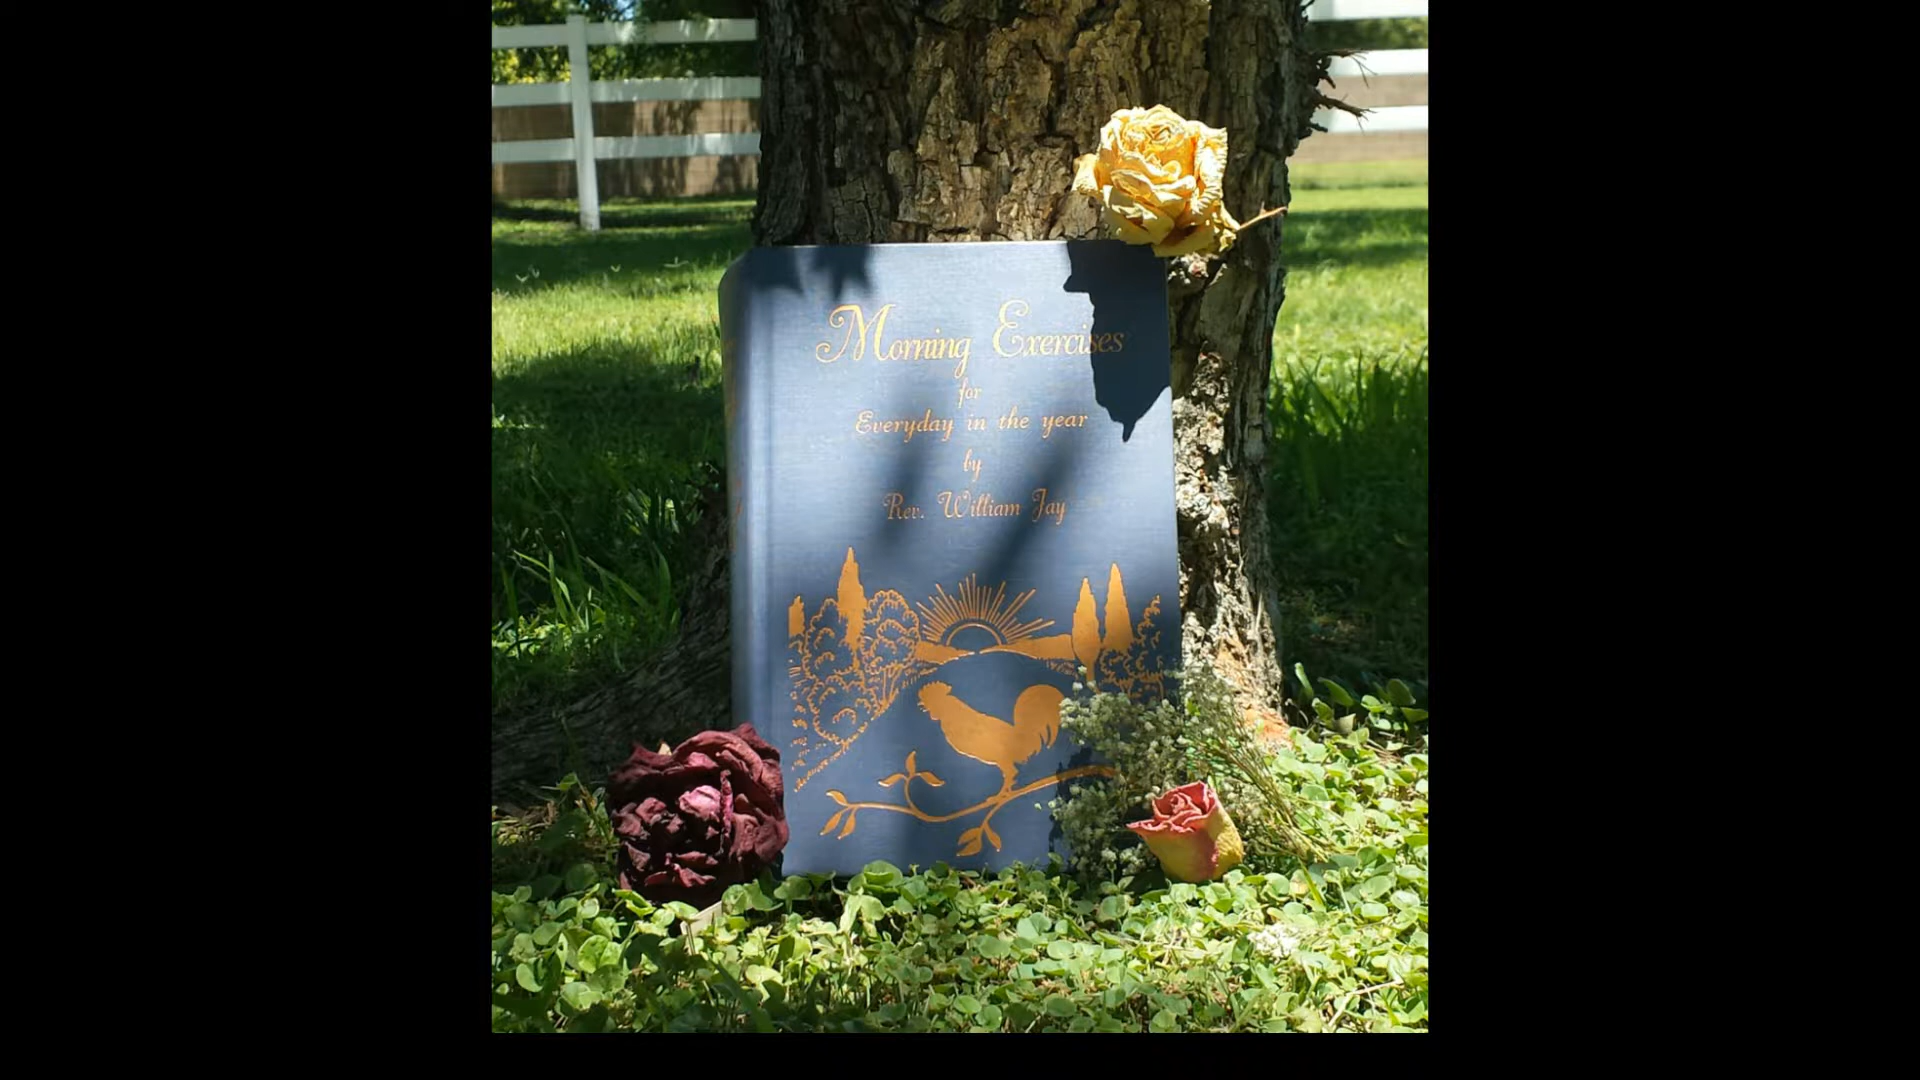 Morning Exercises
for
Everyday in the year
by
Rev. William Jay